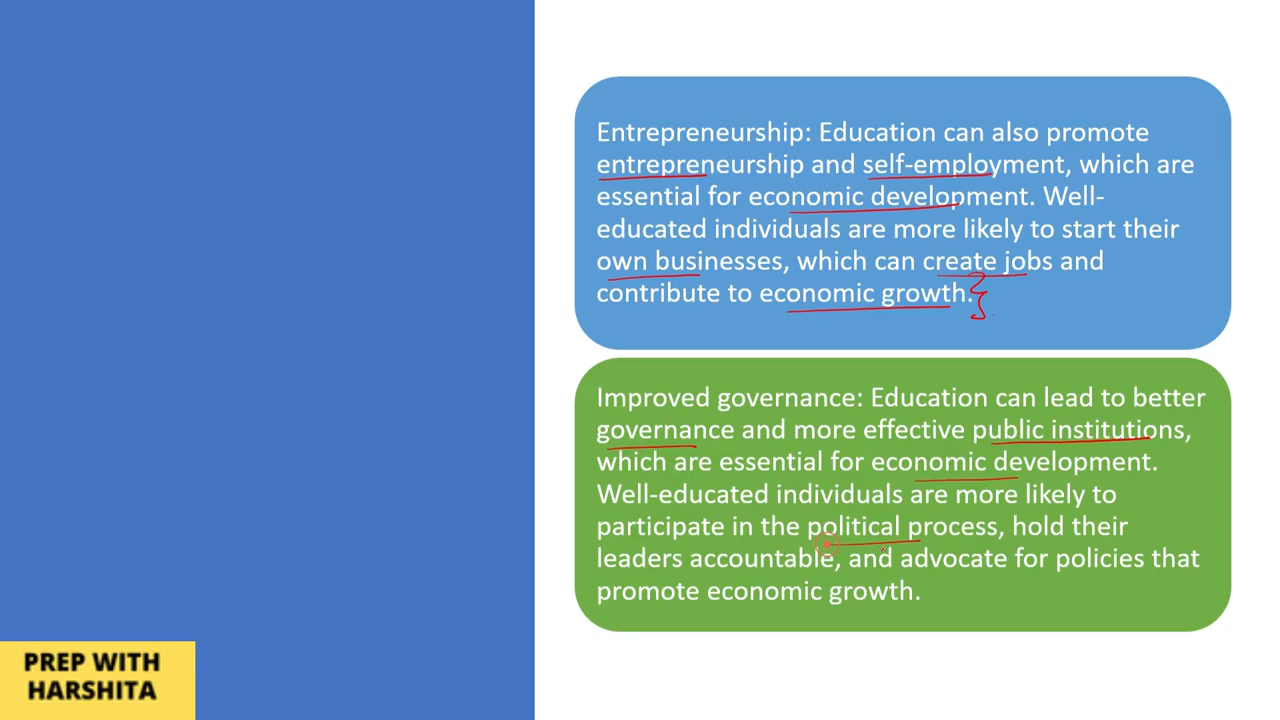 Entrepreneurship: Education can also promote
entrepreneurship and self-employment, which are
essential for economic development. Well-
educated individuals are more likely to start their
own businesses, which can create jobs and
contribute to economic growth.
Improved governance: Education can lead to better
governance and more effective public institutions,
which are essential for economic development.
Well-educated individuals are more likely to
participate in the political process, hold their
leaders accountable, and advocate for policies that
promote economic growth.
PREP WITH
HARSHITA